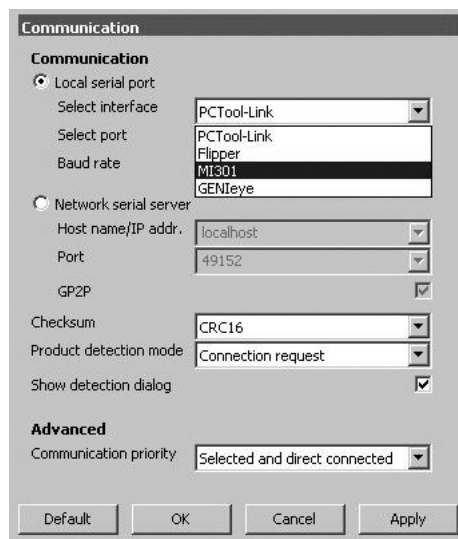 Communication
Communication
Local serial port
Select interface PCTool-Link
Select port PCTool-Link
Flipper
Baud rate MI301
GENIeye
Network serial server
Host name/IP addr. localhost
Port 49152
GP2P
Checksum CRC16
Product detection mode Connection request
Show detection dialog
Advanced
Communication priority Selected and direct connected
Default OK Cancel Apply